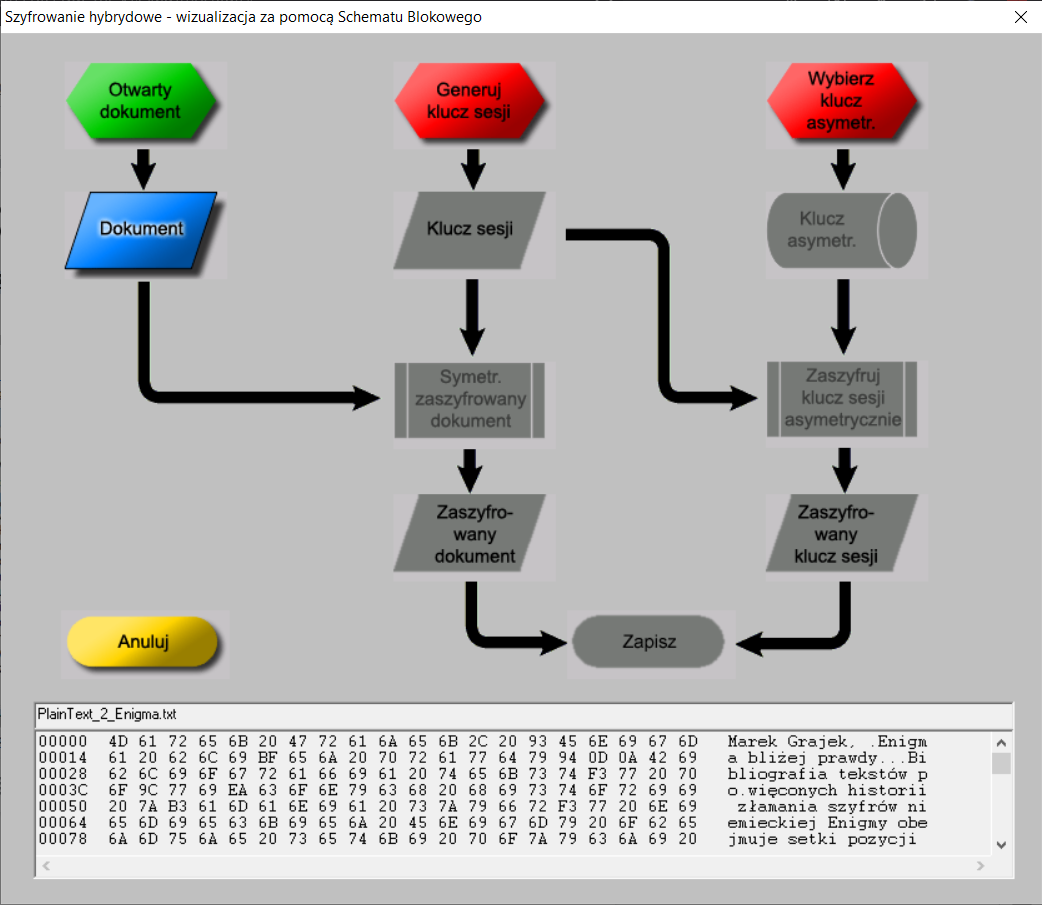 Szyfrowanie hybrydowe - wizualizacja za pomocą Schematu Blokowego
Otwarty
dokument
Generuj
klucz sesji
Wybierz
klucz
asymetr.
Dokument
Klucz sesji
Klucz
asymetr.
Symetr.
zaszyfrowany
dokument
Zaszyfruj
klucz sesji
asymetrycznie
Zaszyfro-
wany
dokument
Zaszyfro-
wany
klucz sesji
Anuluj
Zapisz
PlainText_2_Enigma.txt
00000 4D 61 72 65 6B 20 47 72 61 6A 65 6B 2C 20 93 45 6E 69 67 6D Marek Grajek, .Enigm
00014 61 20 62 6C 69 BF 65 6A 20 70 72 61 77 64 79 94 0D 0A 42 69 a bliżej prawdy...Bi
00028 62 6C 69 6F 67 72 61 66 69 61 20 74 65 6B 73 74 F3 77 20 70 bliografia tekstów p
0003C 6F 9C 77 69 EA 63 6F 6E 79 63 68 20 68 69 73 74 6F 72 69 69 o.więconych historii
00050 20 7A B3 61 6D 61 6E 69 61 20 73 7A 79 66 72 F3 77 20 6E 69 złamania szyfrów ni
00064 65 6D 69 65 63 6B 69 65 6A 20 45 6E 69 67 6D 79 20 6F 62 65 emieckiej Enigmy obe
00078 6A 6D 75 6A 65 20 73 65 74 6B 69 20 70 6F 7A 79 63 6A 69 20 jmuje setki pozycji